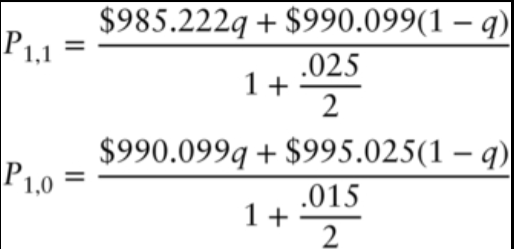 P1,1 = $985.222q + $990.099(1 − q)
1 + .025
2
P1,0 = $990.099q + $995.025(1 − q)
1 + .015
2